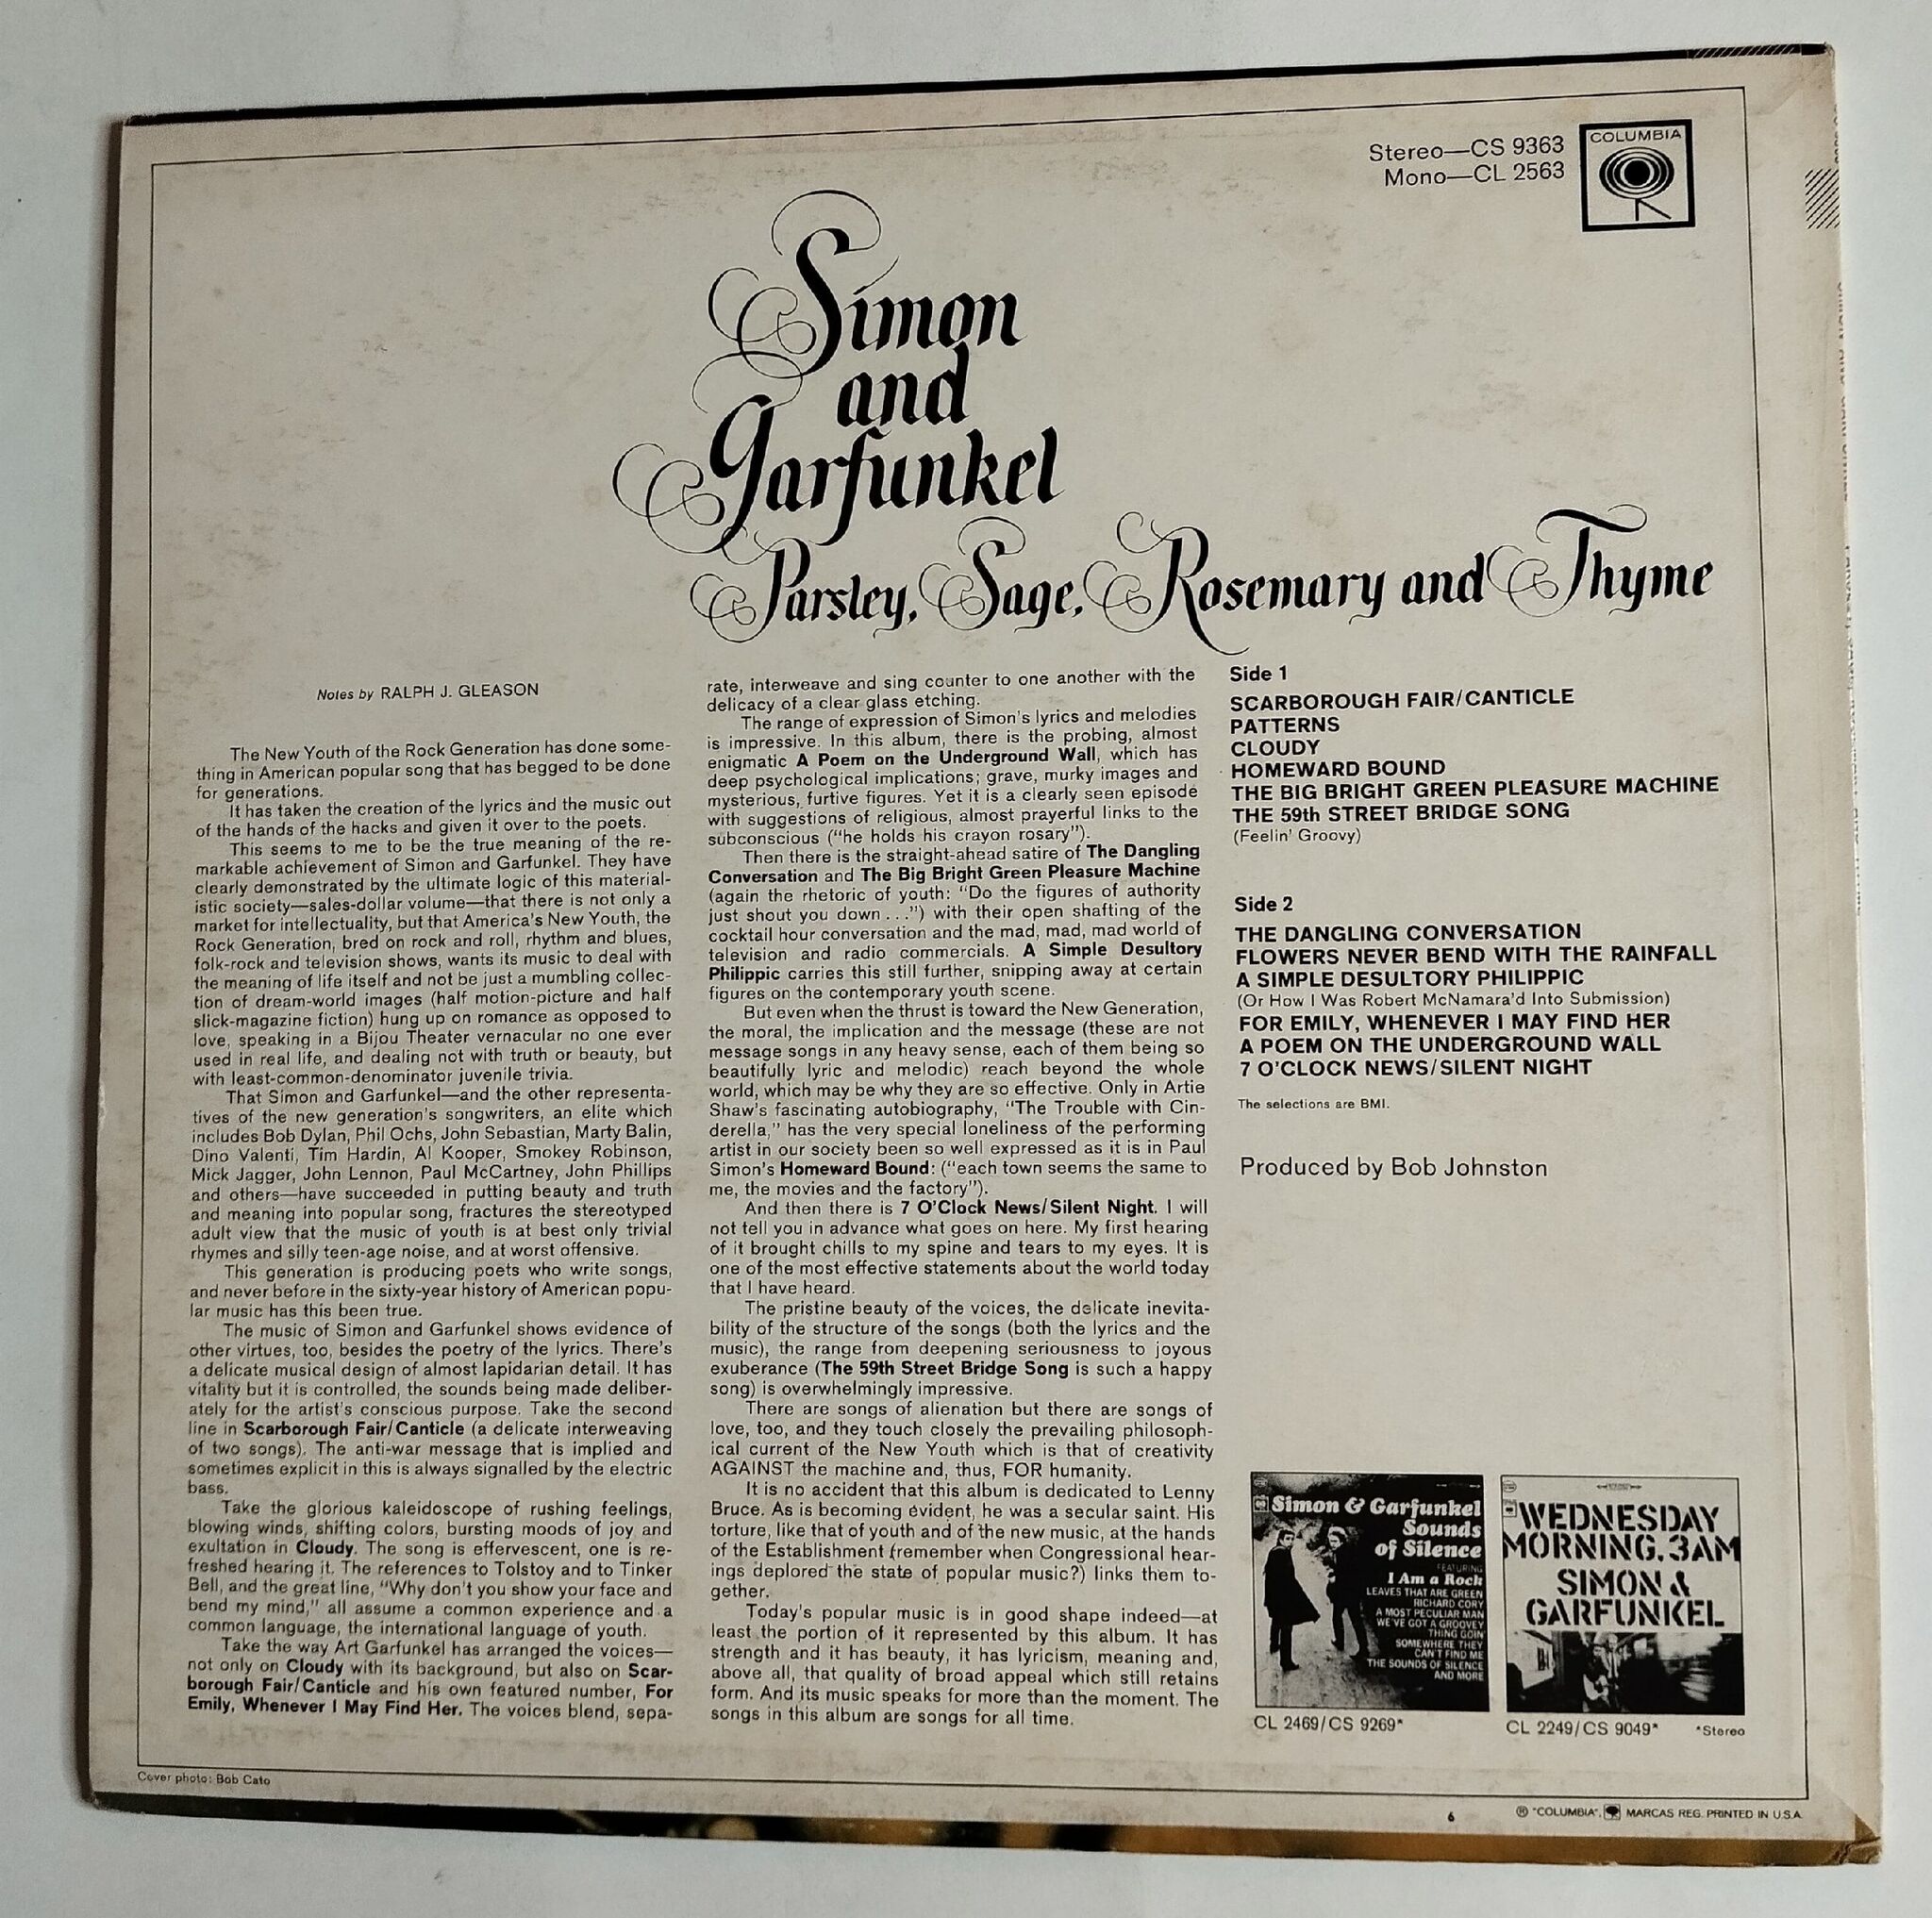 Stereo—CS 9363
Mono—CL 2563
COLUMBIA
Simon
and
Garfunkel
Parsley, Sage, Rosemary and Thyme
Notes by RALPH J. GLEASON
The New Youth of the Rock Generation has done some-
thing in American popular song that has begged to be done
for generations.
It has taken the creation of the lyrics and the music out
of the hands of the hacks and given it over to the poets.
This seems to me to be the true meaning of the re-
markable achievement of Simon and Garfunkel. They have
clearly demonstrated by the ultimate logic of this material-
istic society—sales-dollar volume—that there is not only a
market for intellectuality, but that America's New Youth, the
Rock Generation, bred on rock and roll, rhythm and blues,
folk-rock and television shows, wants its music to deal with
the meaning of life itself and not be just a mumbling collec-
tion of dream-world images (half motion-picture and half
slick-magazine fiction) hung up on romance as opposed to
love, speaking in a Bijou Theater vernacular no one ever
used in real life, and dealing not with truth or beauty, but
with least-common-denominator juvenile trivia.
That Simon and Garfunkel—and the other representa-
tives of the new generation's songwriters, an elite which
includes Bob Dylan, Phil Ochs, John Sebastian, Marty Balin,
Dino Valenti, Tim Hardin, Al Kooper, Smokey Robinson,
Mick Jagger, John Lennon, Paul McCartney, John Phillips
and others—have succeeded in putting beauty and truth
and meaning into popular song, fractures the stereotyped
adult view that the music of youth is at best only trivial
rhymes and silly teen-age noise, and at worst offensive.
This generation is producing poets who write songs,
and never before in the sixty-year history of American popu-
lar music has this been true.
The music of Simon and Garfunkel shows evidence of
other virtues, too, besides the poetry of the lyrics. There's
a delicate musical design of almost lapidarian detail. It has
vitality but it is controlled, the sounds being made deliber-
ately for the artist's conscious purpose. Take the second
line in Scarborough Fair/Canticle (a delicate interweaving
of two songs). The anti-war message that is implied and
sometimes explicit in this is always signalled by the electric
bass.
Take the glorious kaleidoscope of rushing feelings,
blowing winds, shifting colors, bursting moods of joy and
exultation in Cloudy. The song is effervescent, one is re-
freshed hearing it. The references to Tolstoy and to Tinker
Bell, and the great line, "Why don't you show your face and
bend my mind," all assume a common experience and a
common language, the international language of youth.
Take the way Art Garfunkel has arranged the voices—
not only on Cloudy with its background, but also on Scar-
borough Fair/Canticle and his own featured number, For
Emily, Whenever I May Find Her. The voices blend, sepa-
rate, interweave and sing counter to one another with the
delicacy of a clear glass etching.
The range of expression of Simon's lyrics and melodies
is impressive. In this album, there is the probing, almost
enigmatic A Poem on the Underground Wall, which has
deep psychological implications; grave, murky images and
mysterious, furtive figures. Yet it is a clearly seen episode
with suggestions of religious, almost prayerful links to the
subconscious ("he holds his crayon rosary").
Then there is the straight-ahead satire of The Dangling
Conversation and The Big Bright Green Pleasure Machine
(again the rhetoric of youth: "Do the figures of authority
just shout you down . . .") with their open shafting of the
cocktail hour conversation and the mad, mad, mad world of
television and radio commercials. A Simple Desultory
Philippic carries this still further, snipping away at certain
figures on the contemporary youth scene.
But even when the thrust is toward the New Generation,
the moral, the implication and the message (these are not
message songs in any heavy sense, each of them being so
beautifully lyric and melodic) reach beyond the whole
world, which may be why they are so effective. Only in Artie
Shaw's fascinating autobiography, "The Trouble with Cin-
derella," has the very special loneliness of the performing
artist in our society been so well expressed as it is in Paul
Simon's Homeward Bound: ("each town seems the same to
me, the movies and the factory").
And then there is 7 O'Clock News/Silent Night. I will
not tell you in advance what goes on here. My first hearing
of it brought chills to my spine and tears to my eyes. It is
one of the most effective statements about the world today
that I have heard.
The pristine beauty of the voices, the delicate inevita-
bility of the structure of the songs (both the lyrics and the
music), the range from deepening seriousness to joyous
exuberance (The 59th Street Bridge Song is such a happy
song) is overwhelmingly impressive.
There are songs of alienation but there are songs of
love, too, and they touch closely the prevailing philosoph-
ical current of the New Youth which is that of creativity
AGAINST the machine and, thus, FOR humanity.
It is no accident that this album is dedicated to Lenny
Bruce. As is becoming evident, he was a secular saint. His
torture, like that of youth and of the new music, at the hands
of the Establishment (remember when Congressional hear-
ings deplored the state of popular music?) links them to-
gether.
Today's popular music is in good shape indeed—at
least the portion of it represented by this album. It has
strength and it has beauty, it has lyricism, meaning and,
above all, that quality of broad appeal which still retains
form. And its music speaks for more than the moment. The
songs in this album are songs for all time.
Side 1
SCARBOROUGH FAIR/CANTICLE
PATTERNS
CLOUDY
HOMEWARD BOUND
THE BIG BRIGHT GREEN PLEASURE MACHINE
THE 59th STREET BRIDGE SONG
(Feelin' Groovy)
Side 2
THE DANGLING CONVERSATION
FLOWERS NEVER BEND WITH THE RAINFALL
A SIMPLE DESULTORY PHILIPPIC
(Or How I Was Robert McNamara'd Into Submission)
FOR EMILY, WHENEVER I MAY FIND HER
A POEM ON THE UNDERGROUND WALL
7 O'CLOCK NEWS/SILENT NIGHT
The selections are BMI.
Produced by Bob Johnston
Simon & Garfunkel
Sounds
of Silence
FEATURING
I Am a Rock
LEAVES THAT ARE GREEN
RICHARD CORY
A MOST PECULIAR MAN
WE'VE GOT A GROOVEY
THING GOIN'
SOMEWHERE THEY
CAN'T FIND ME
THE SOUNDS OF SILENCE
AND MORE
CL 2469/CS 9269*
WEDNESDAY
MORNING, 3AM
SIMON &
GARFUNKEL
CL 2249/CS 9049*
*Stereo
Cover photo: Bob Cato
6
® "COLUMBIA", MARCAS REG. PRINTED IN U.S.A.